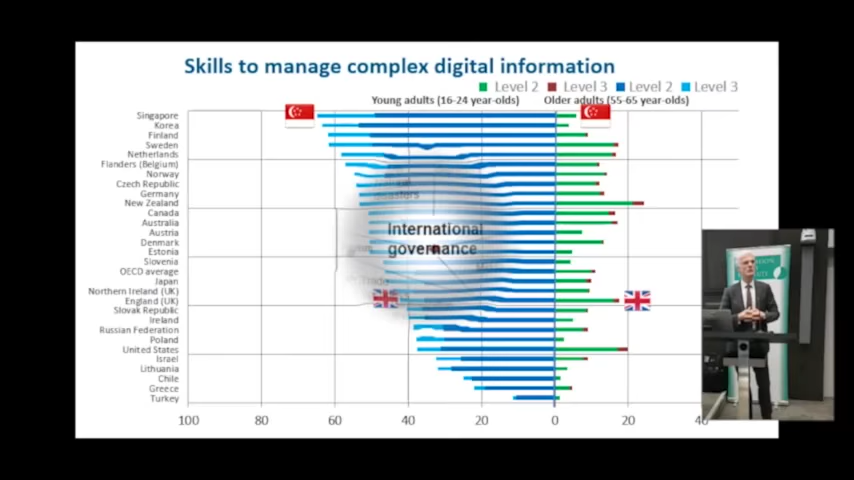 Skills to manage complex digital information
Level 2 Level 3 Level 2 Level 3
Young adults (16-24 year-olds) Older adults (55-65 year-olds)
Singapore
Korea
Finland
Sweden
Netherlands
Flanders (Belgium)
Norway
Czech Republic
Germany
New Zealand
Canada
Australia
Austria
Denmark
Estonia
Slovenia
OECD average
Japan
Northern Ireland (UK)
England (UK)
Slovak Republic
Ireland
Russian Federation
Poland
United States
Israel
Lithuania
Chile
Greece
Turkey
International
governance
100 80 60 40 20 0 20 40